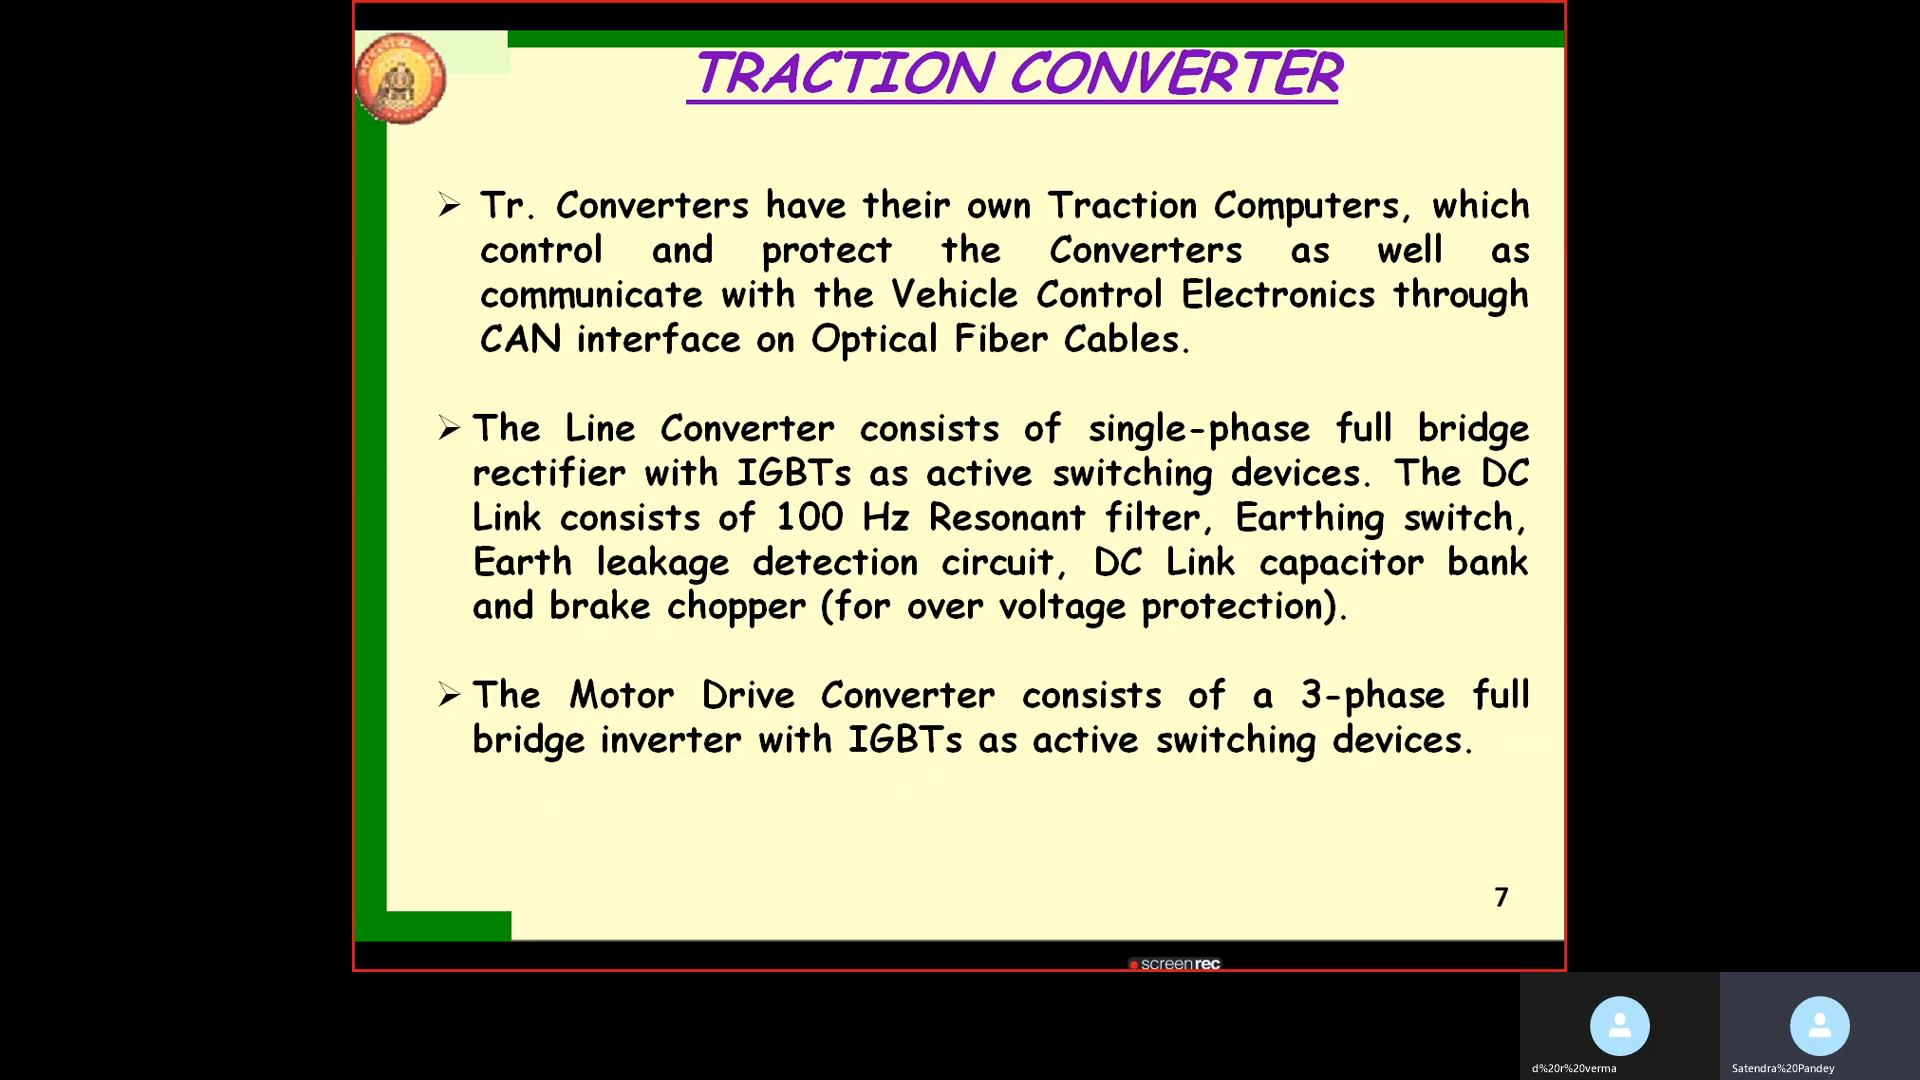 TRACTION CONVERTER
➢ Tr. Converters have their own Traction Computers, which
control and protect the Converters as well as
communicate with the Vehicle Control Electronics through
CAN interface on Optical Fiber Cables.
➢ The Line Converter consists of single-phase full bridge
rectifier with IGBTs as active switching devices. The DC
Link consists of 100 Hz Resonant filter, Earthing switch,
Earth leakage detection circuit, DC Link capacitor bank
and brake chopper (for over voltage protection).
➢ The Motor Drive Converter consists of a 3-phase full
bridge inverter with IGBTs as active switching devices.
7
screenrec
d%20r%20verma
Satendra%20Pandey